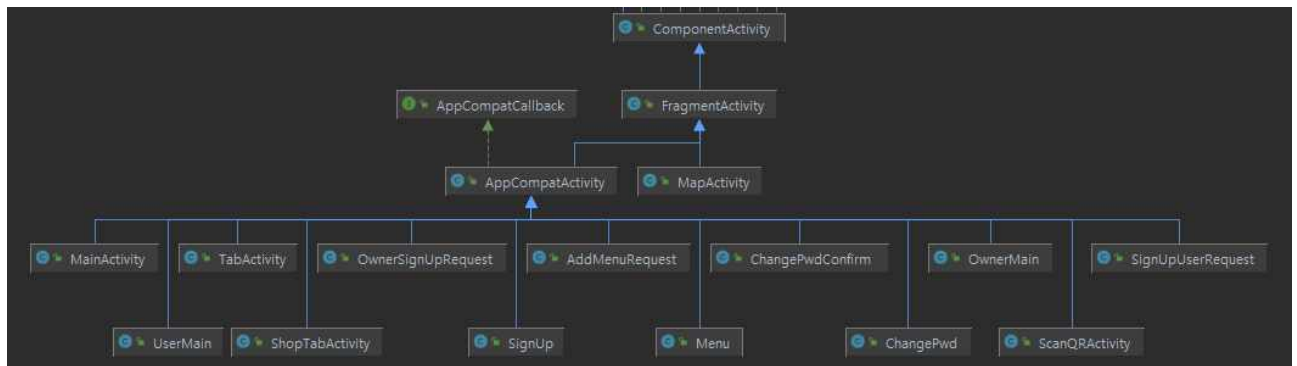 ComponentActivity
AppCompatCallback
FragmentActivity
AppCompatActivity
MapActivity
MainActivity
TabActivity
OwnerSignUpRequest
AddMenuRequest
ChangePwdConfirm
OwnerMain
SignUpUserRequest
UserMain
ShopTabActivity
SignUp
Menu
ChangePwd
ScanQRActivity